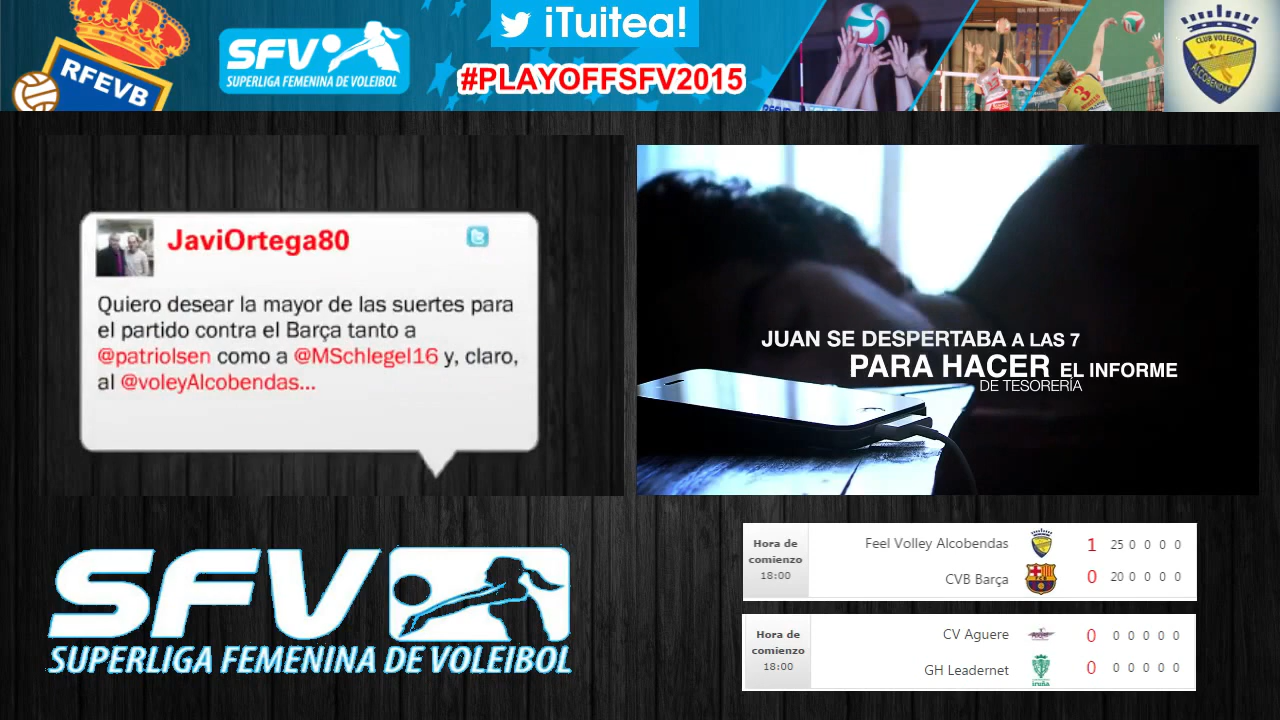 RFEVB
SFV
SUPERLIGA FEMENINA DE VOLEIBOL
¡Tuitea!
#PLAYOFFSFV2015
3
CLUB VOLEIBOL
ALCOBENDAS
JaviOrtega80
Quiero desear la mayor de las suertes para
el partido contra el Barça tanto a
@patriolsen como a @MSchlegel16 y, claro,
al @voleyAlcobendas...
JUAN SE DESPERTABA A LAS 7
PARA HACER EL INFORME
DE TESORERÍA
SFV
SUPERLIGA FEMENINA DE VOLEIBOL
Hora de
comienzo
18:00
Feel Volley Alcobendas 1 25 0 0 0 0
CVB Barça 0 20 0 0 0 0
Hora de
comienzo
18:00
CV Aguere 0 0 0 0 0 0
GH Leadernet 0 0 0 0 0 0